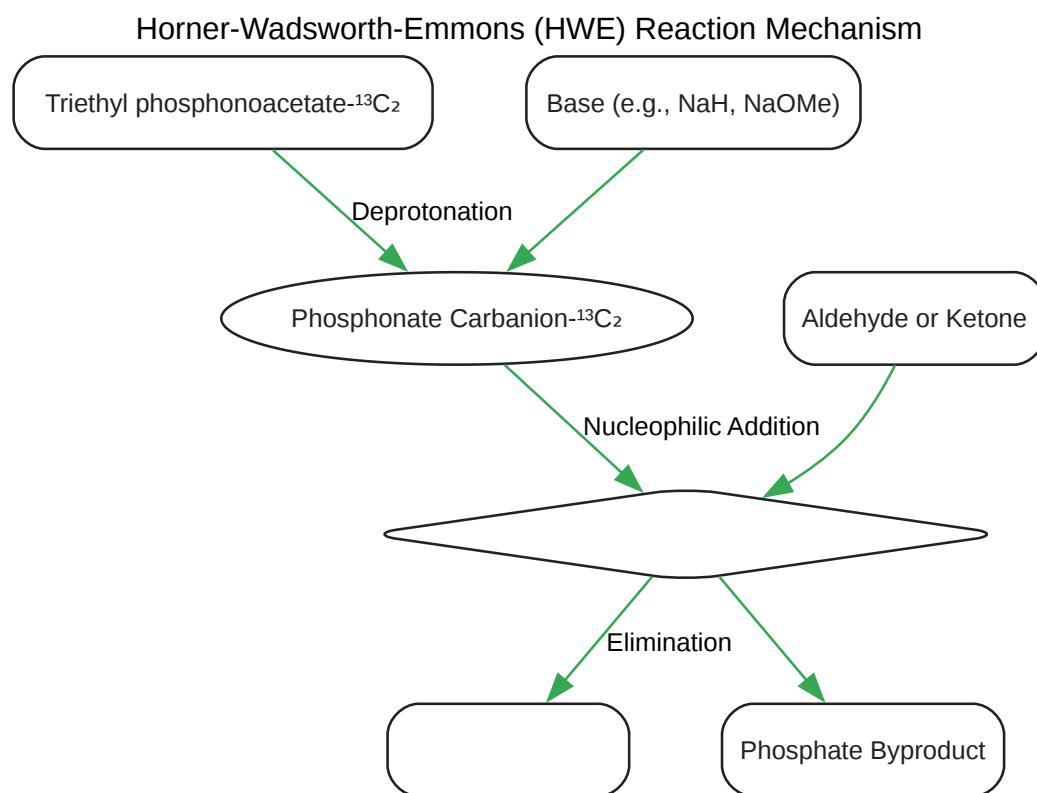 Horner-Wadsworth-Emmons (HWE) Reaction Mechanism
Triethyl phosphonoacetate-¹³C₂
Base (e.g., NaH, NaOMe)
Deprotonation
Phosphonate Carbanion-¹³C₂
Aldehyde or Ketone
Nucleophilic Addition
Elimination
Phosphate Byproduct